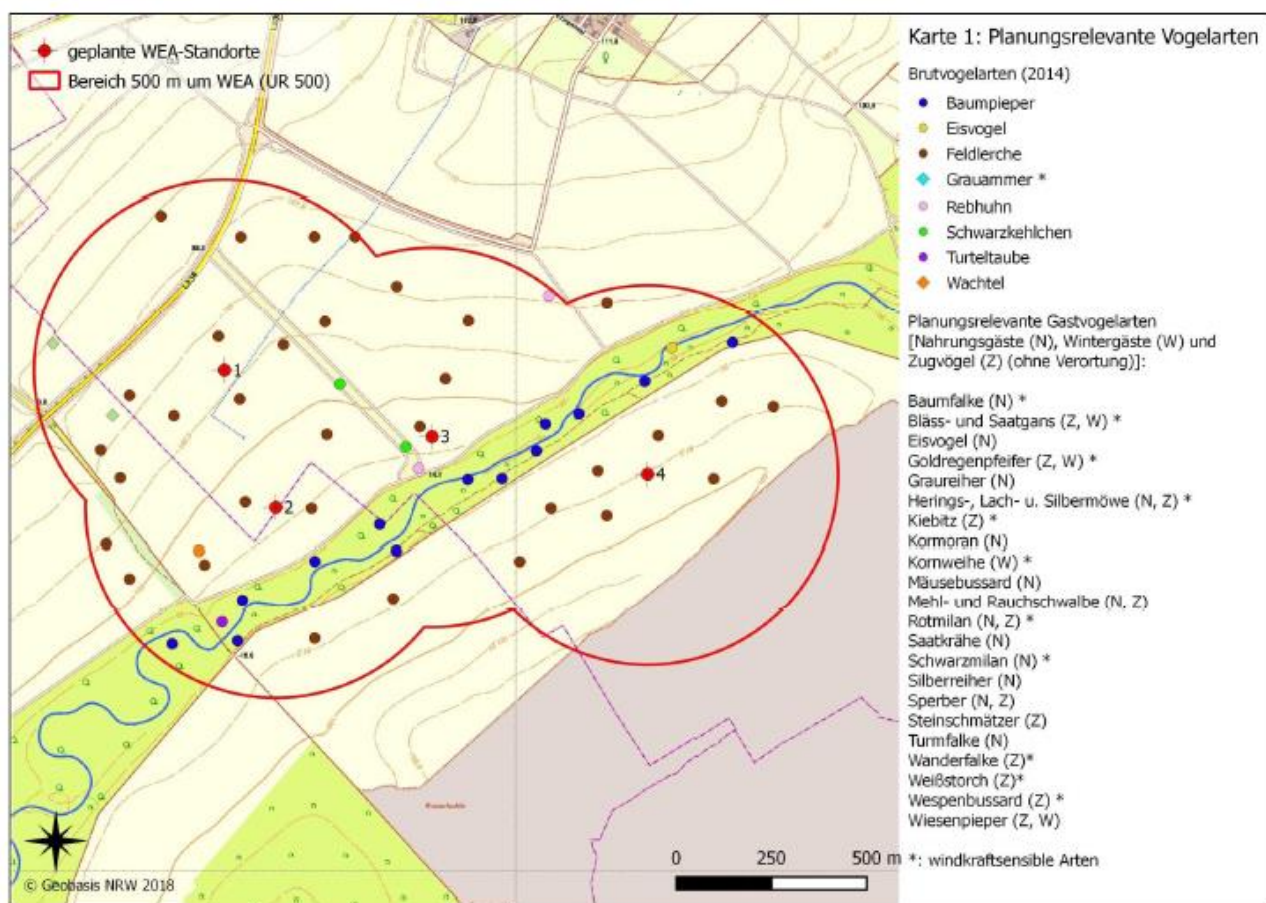 geplante WEA-Standorte
Bereich 500 m um WEA (UR 500)
1
2
3
4
0 250 500 m
© Geobasis NRW 2018
Karte 1: Planungsrelevante Vogelarten
Brutvogelarten (2014)
Baumpieper
Eisvogel
Feldlerche
Grauammer *
Rebhuhn
Schwarzkehlchen
Turteltaube
Wachtel
Planungsrelevante Gastvogelarten
[Nahrungsgäste (N), Wintergäste (W) und
Zugvögel (Z) (ohne Verortung)]:
Baumfalke (N) *
Bläss- und Saatgans (Z, W) *
Eisvogel (N)
Goldregenpfeifer (Z, W) *
Graureiher (N)
Herings-, Lach- u. Silbermöwe (N, Z) *
Kiebitz (Z) *
Kormoran (N)
Kornweihe (W) *
Mäusebussard (N)
Mehl- und Rauchschwalbe (N, Z)
Rotmilan (N, Z) *
Saatkrähe (N)
Schwarzmilan (N) *
Silberreiher (N)
Sperber (N, Z)
Steinschmätzer (Z)
Turmfalke (N)
Wanderfalke (Z)*
Weißstorch (Z)*
Wespenbussard (Z) *
Wiesenpieper (Z, W)
*: windkraftsensible Arten